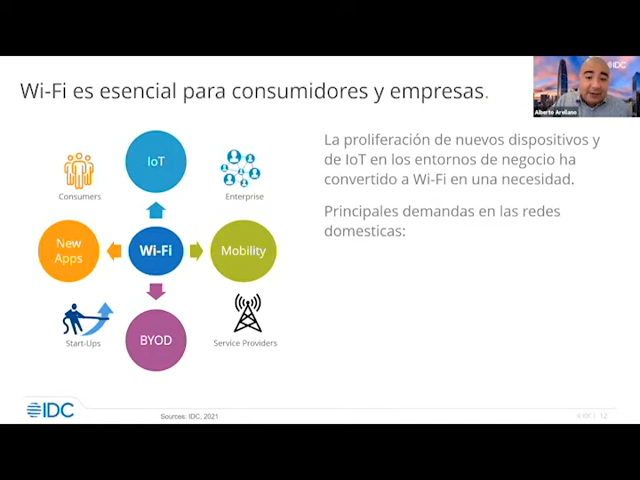 IDC
Alberto Arellano
Wi-Fi es esencial para consumidores y empresas.
IoT
Consumers
Enterprise
New
Apps
Wi-Fi
Mobility
Start-Ups
BYOD
Service Providers
La proliferación de nuevos dispositivos y
de IoT en los entornos de negocio ha
convertido a Wi-Fi en una necesidad.
Principales demandas en las redes
domesticas:
IDC
Sources: IDC, 2021
© IDC | 12